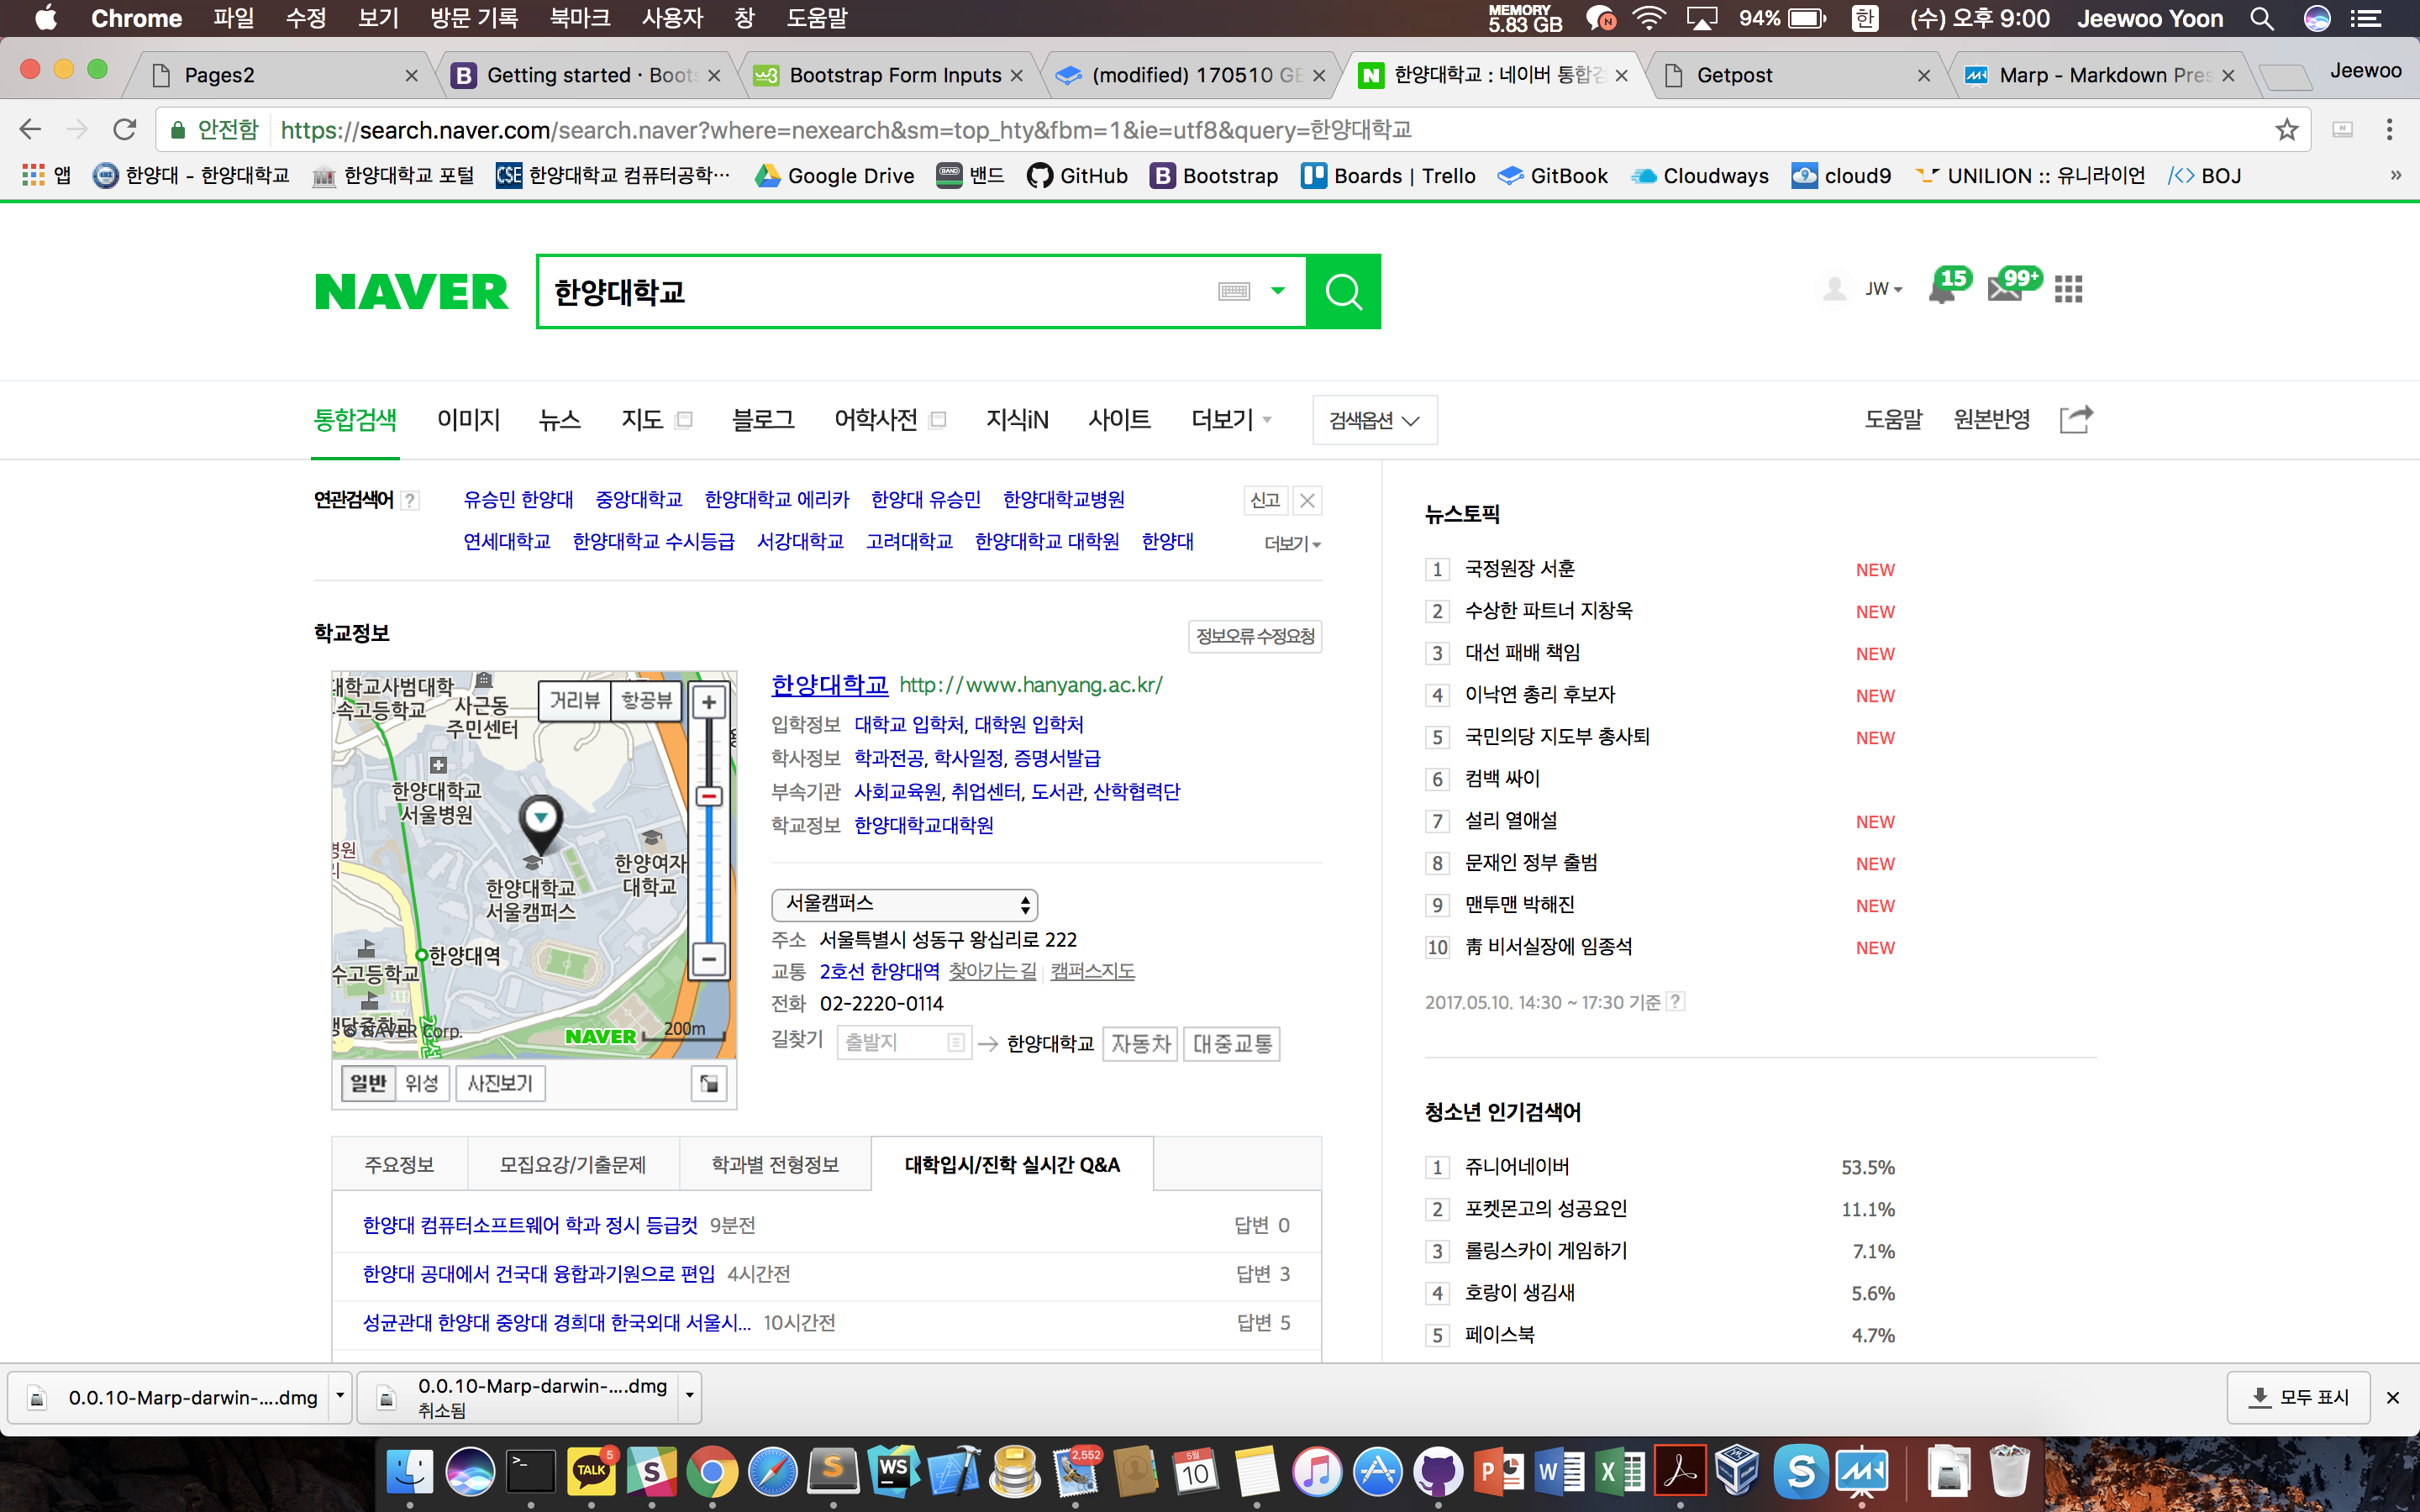 Chrome 파일 수정 보기 방문 기록 북마크 사용자 창 도움말 MEMORY 5.83 GB 94% 한 (수) 오후 9:00 Jeewoo Yoon
Pages2 Getting started · Boots Bootstrap Form Inputs (modified) 170510 GE 한양대학교 : 네이버 통합검 Getpost Marp - Markdown Pres Jeewoo
안전함 https://search.naver.com/search.naver?where=nexearch&sm=top_hty&fbm=1&ie=utf8&query=한양대학교
앱 한양대 - 한양대학교 한양대학교 포털 CSE 한양대학교 컴퓨터공학… Google Drive 밴드 GitHub Bootstrap Boards | Trello GitBook Cloudways cloud9 UNILION :: 유니라이언 BOJ »
NAVER 한양대학교 JW 15 99+
통합검색 이미지 뉴스 지도 블로그 어학사전 지식iN 사이트 더보기 검색옵션 도움말 원본반영
연관검색어 ? 유승민 한양대 중앙대학교 한양대학교 에리카 한양대 유승민 한양대학교병원 신고
연세대학교 한양대학교 수시등급 서강대학교 고려대학교 한양대학교 대학원 한양대 더보기
학교정보 정보오류 수정요청
대학교사범대학
속고등학교
사근동
주민센터
거리뷰 항공뷰
한양대학교
서울병원
한양여자
대학교
한양대학교
서울캠퍼스
한양대역
수고등학교
2호선
© NAVER Corp.
NAVER 200m
일반 위성 사진보기
한양대학교 http://www.hanyang.ac.kr/
입학정보 대학교 입학처, 대학원 입학처
학사정보 학과전공, 학사일정, 증명서발급
부속기관 사회교육원, 취업센터, 도서관, 산학협력단
학교정보 한양대학교대학원
서울캠퍼스
주소 서울특별시 성동구 왕십리로 222
교통 2호선 한양대역 찾아가는 길 캠퍼스지도
전화 02-2220-0114
길찾기 출발지 → 한양대학교 자동차 대중교통
주요정보 모집요강/기출문제 학과별 전형정보 대학입시/진학 실시간 Q&A
한양대 컴퓨터소프트웨어 학과 정시 등급컷 9분전 답변 0
한양대 공대에서 건국대 융합과기원으로 편입 4시간전 답변 3
성균관대 한양대 중앙대 경희대 한국외대 서울시... 10시간전 답변 5
뉴스토픽
1 국정원장 서훈 NEW
2 수상한 파트너 지창욱 NEW
3 대선 패배 책임 NEW
4 이낙연 총리 후보자 NEW
5 국민의당 지도부 총사퇴 NEW
6 컴백 싸이
7 설리 열애설 NEW
8 문재인 정부 출범 NEW
9 맨투맨 박해진 NEW
10 靑 비서실장에 임종석 NEW
2017.05.10. 14:30 ~ 17:30 기준 ?
청소년 인기검색어
1 쥬니어네이버 53.5%
2 포켓몬고의 성공요인 11.1%
3 롤링스카이 게임하기 7.1%
4 호랑이 생김새 5.6%
5 페이스북 4.7%
0.0.10-Marp-darwin-....dmg 0.0.10-Marp-darwin-....dmg 모두 표시
취소됨
TALK 5 S S WS 2,552 5월 10 P W X S